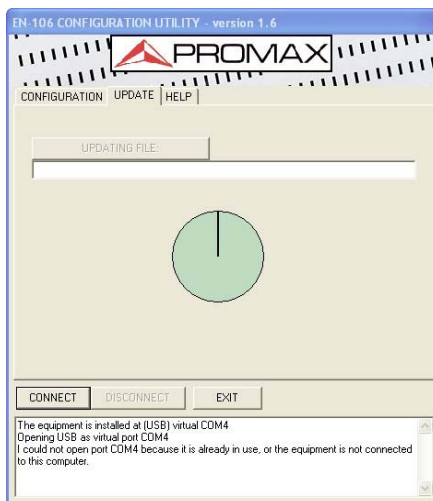 EN-106 CONFIGURATION UTILITY - version 1.6
PROMAX
CONFIGURATION UPDATE HELP
UPDATING FILE:
CONNECT DISCONNECT EXIT
The equipment is installed at (USB) virtual COM4
Opening USB as virtual port COM4
I could not open port COM4 because it is already in use, or the equipment is not connected
to this computer.